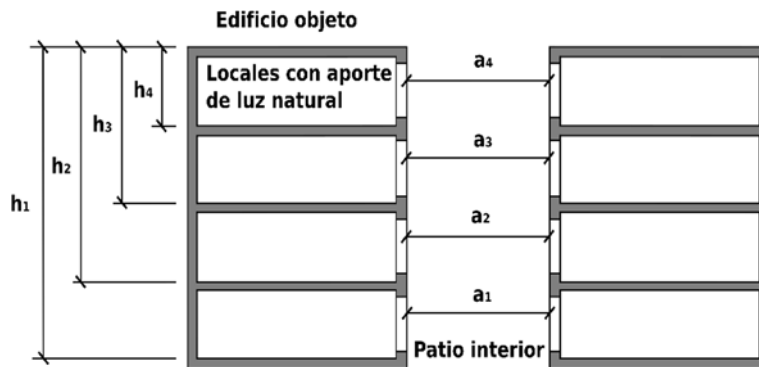 Edificio objeto
Locales con aporte
de luz natural
h4
h3
h2
h1
a4
a3
a2
a1
Patio interior